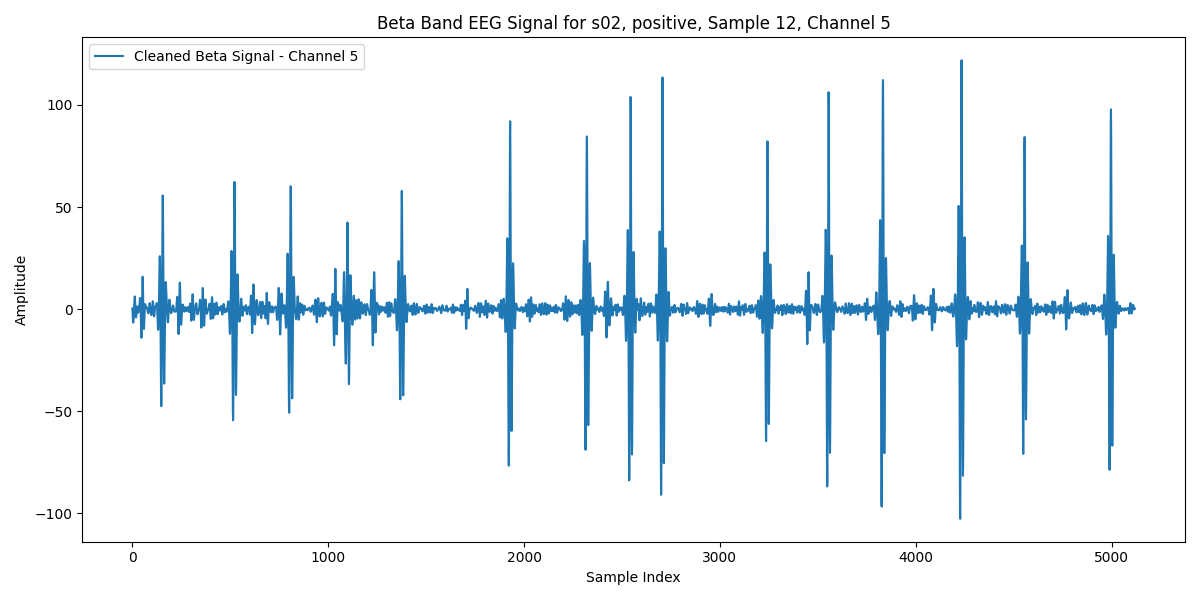 Beta Band EEG Signal for s02, positive, Sample 12, Channel 5
Cleaned Beta Signal - Channel 5
Amplitude
100
50
0
−50
−100
0 1000 2000 3000 4000 5000
Sample Index